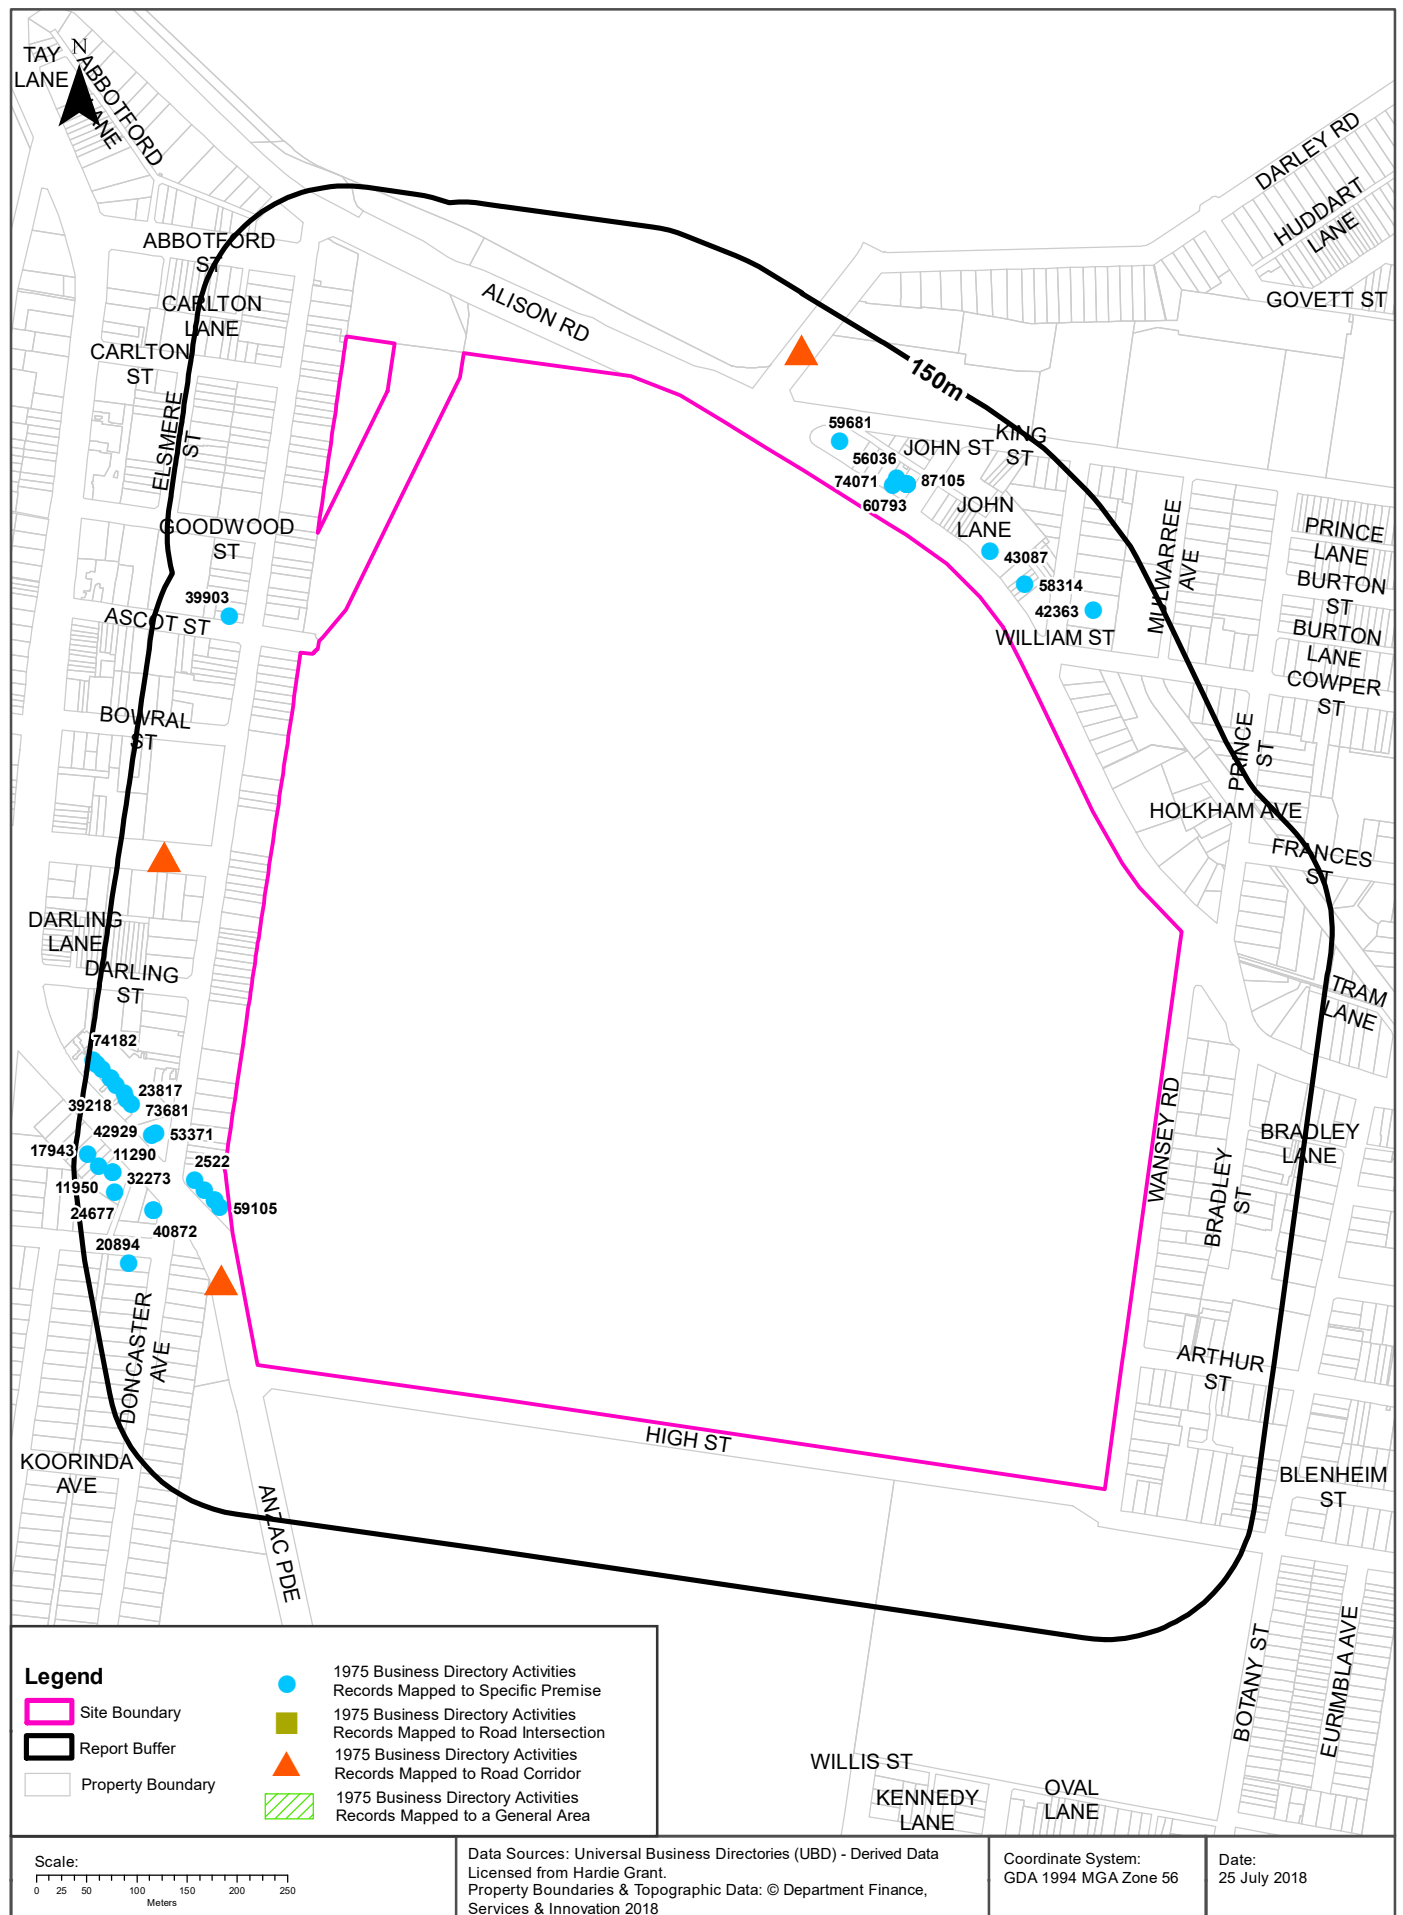 TAY
LANE
N
ABBOTFORD
LANE
DARLEY RD
HUDDART
LANE
GOVETT ST
ABBOTFORD
ST
CARLTON
LANE
CARLTON
ST
ALISON RD
150m
ELSMERE
ST
59681
56036
JOHN ST
KING
ST
74071
87105
60793
JOHN
LANE
GOODWOOD
ST
43087
MULWARREE
AVE
PRINCE
LANE
BURTON
ST
39903
58314
42363
ASCOT ST
WILLIAM ST
BURTON
LANE
COWPER
ST
BOWRAL
ST
PRINCE
ST
HOLKHAM AVE
FRANCES
ST
DARLING
LANE
DARLING
ST
TRAM
LANE
74182
23817
39218
73681
42929
53371
17943
11290
2522
32273
11950
24677
59105
40872
20894
WANSEY RD
BRADLEY
LANE
BRADLEY
ST
DONCASTER
AVE
ARTHUR
ST
HIGH ST
KOORINDA
AVE
BLENHEIM
ST
ANZAC PDE
BOTANY ST
EURIMBLA AVE
WILLIS ST
KENNEDY
LANE
OVAL
LANE
Legend
Site Boundary
Report Buffer
Property Boundary
1975 Business Directory Activities
Records Mapped to Specific Premise
1975 Business Directory Activities
Records Mapped to Road Intersection
1975 Business Directory Activities
Records Mapped to Road Corridor
1975 Business Directory Activities
Records Mapped to a General Area
Scale:
0 25 50 100 150 200 250
Meters
Data Sources: Universal Business Directories (UBD) - Derived Data
Licensed from Hardie Grant.
Property Boundaries & Topographic Data: © Department Finance,
Services & Innovation 2018
Coordinate System:
GDA 1994 MGA Zone 56
Date:
25 July 2018